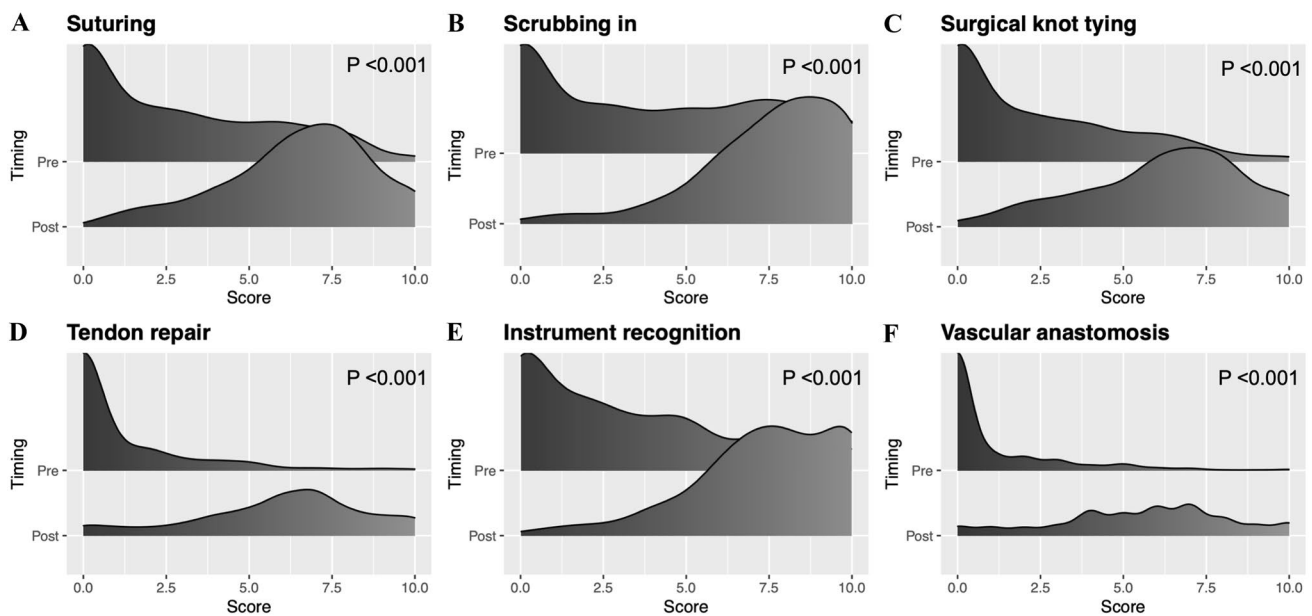 A Suturing
P <0.001
Timing
Pre
Post
0.0 2.5 5.0 7.5 10.0
Score
B Scrubbing in
P <0.001
Timing
Pre
Post
0.0 2.5 5.0 7.5 10.0
Score
C Surgical knot tying
P <0.001
Timing
Pre
Post
0.0 2.5 5.0 7.5 10.0
Score
D Tendon repair
P <0.001
Timing
Pre
Post
0.0 2.5 5.0 7.5 10.0
Score
E Instrument recognition
P <0.001
Timing
Pre
Post
0.0 2.5 5.0 7.5 10.0
Score
F Vascular anastomosis
P <0.001
Timing
Pre
Post
0.0 2.5 5.0 7.5 10.0
Score